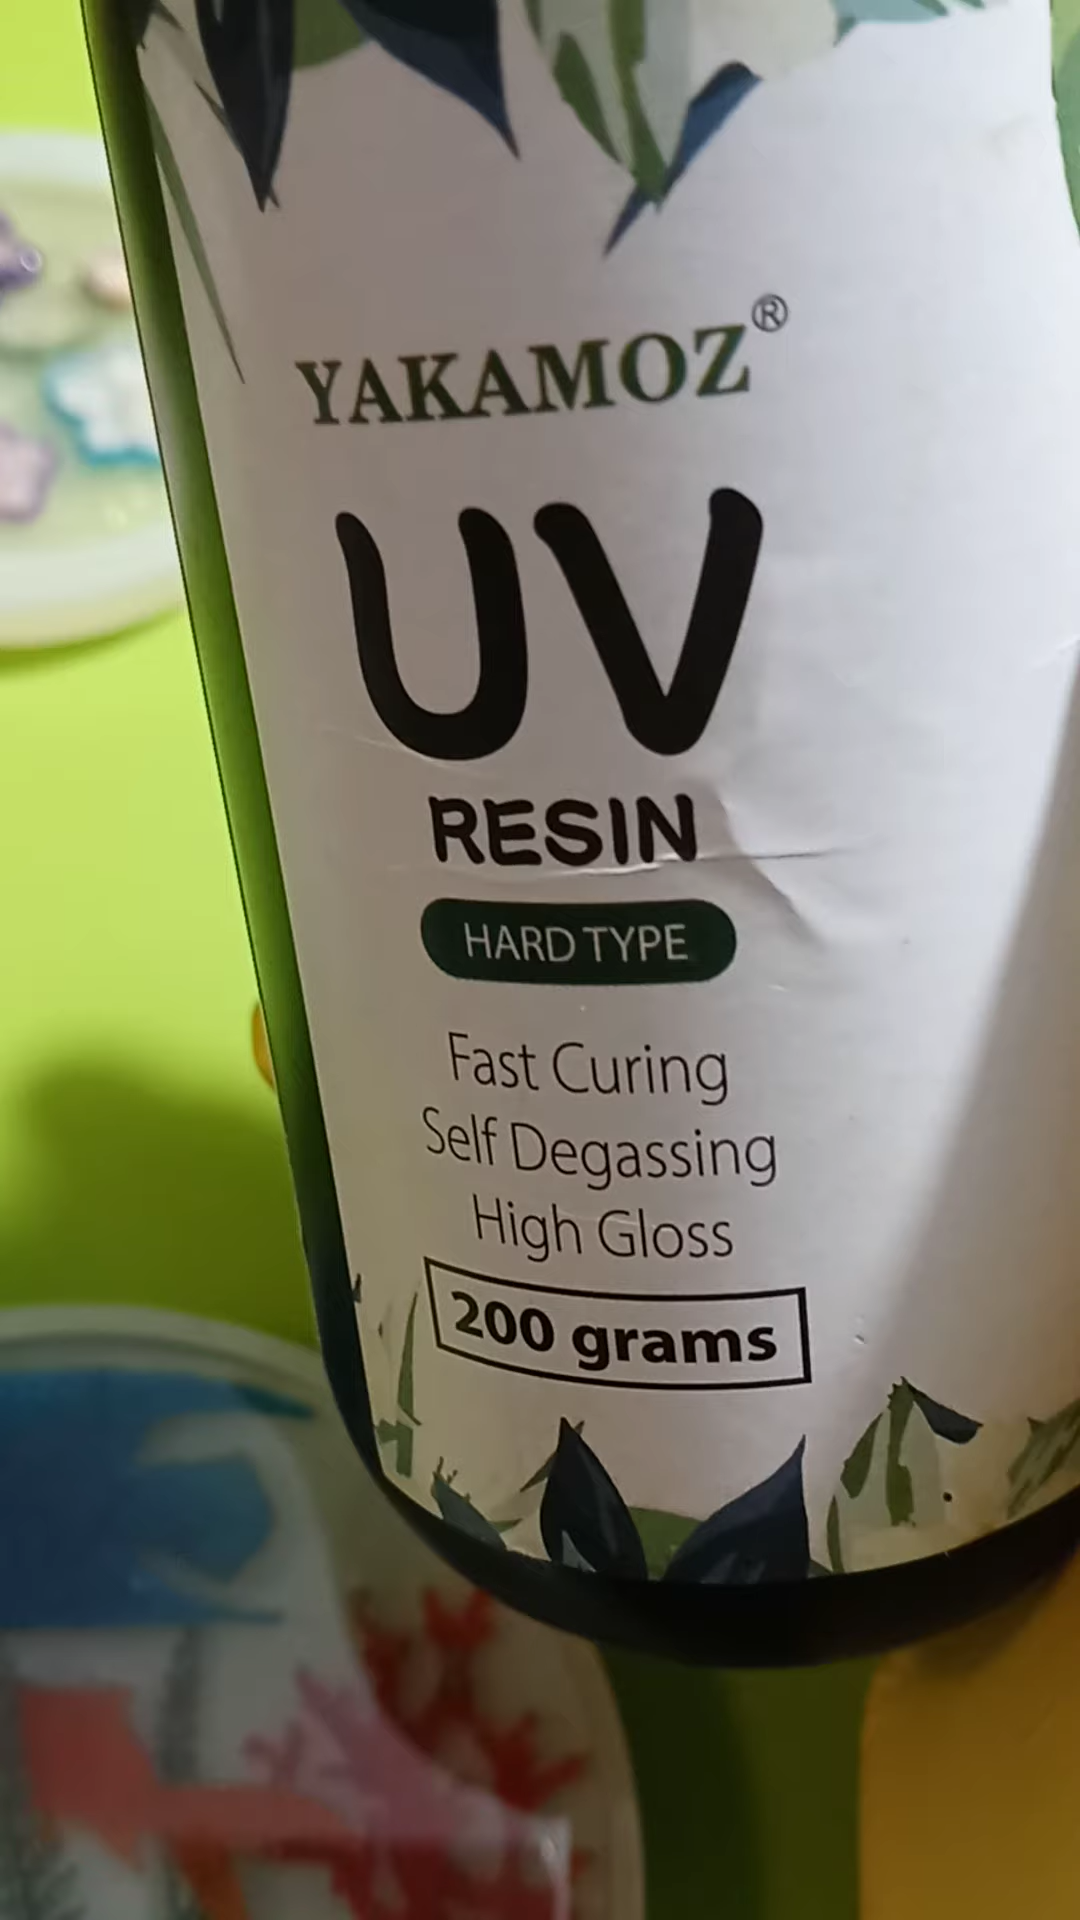 YAKAMOZ®
UV
RESIN
HARD TYPE
Fast Curing
Self Degassing
High Gloss
200 grams